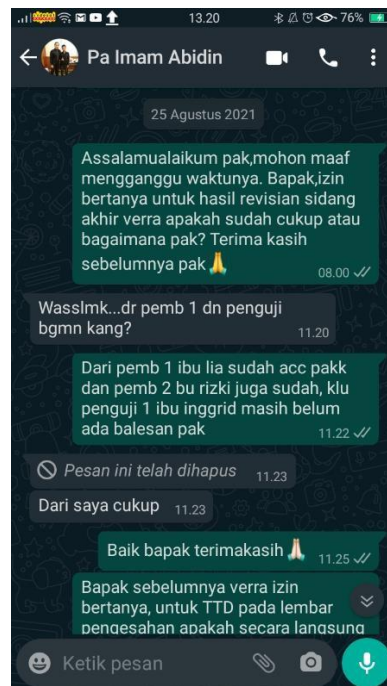 13.20
76%
Pa Imam Abidin
25 Agustus 2021
Assalamualaikum pak,mohon maaf
mengganggu waktunya. Bapak,izin
bertanya untuk hasil revisian sidang
akhir verra apakah sudah cukup atau
bagaimana pak? Terima kasih
sebelumnya pak🙏
08.00
Wasslmk...dr pemb 1 dn penguji
bgmn kang?
11.20
Dari pemb 1 ibu lia sudah acc pakk
dan pemb 2 bu rizki juga sudah, klu
penguji 1 ibu inggrid masih belum
ada balesan pak
11.22
Pesan ini telah dihapus 11.23
Dari saya cukup 11.23
Baik bapak terimakasih🙏 11.25
Bapak sebelumnya verra izin
bertanya, untuk TTD pada lembar
pengesahan apakah secara langsung
Ketik pesan